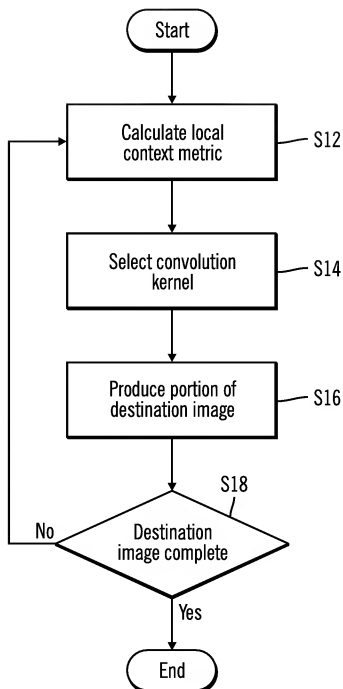 Start
Calculate local
context metric
S12
Select convolution
kernel
S14
Produce portion of
destination image
S16
S18
No
Destination
image complete
Yes
End